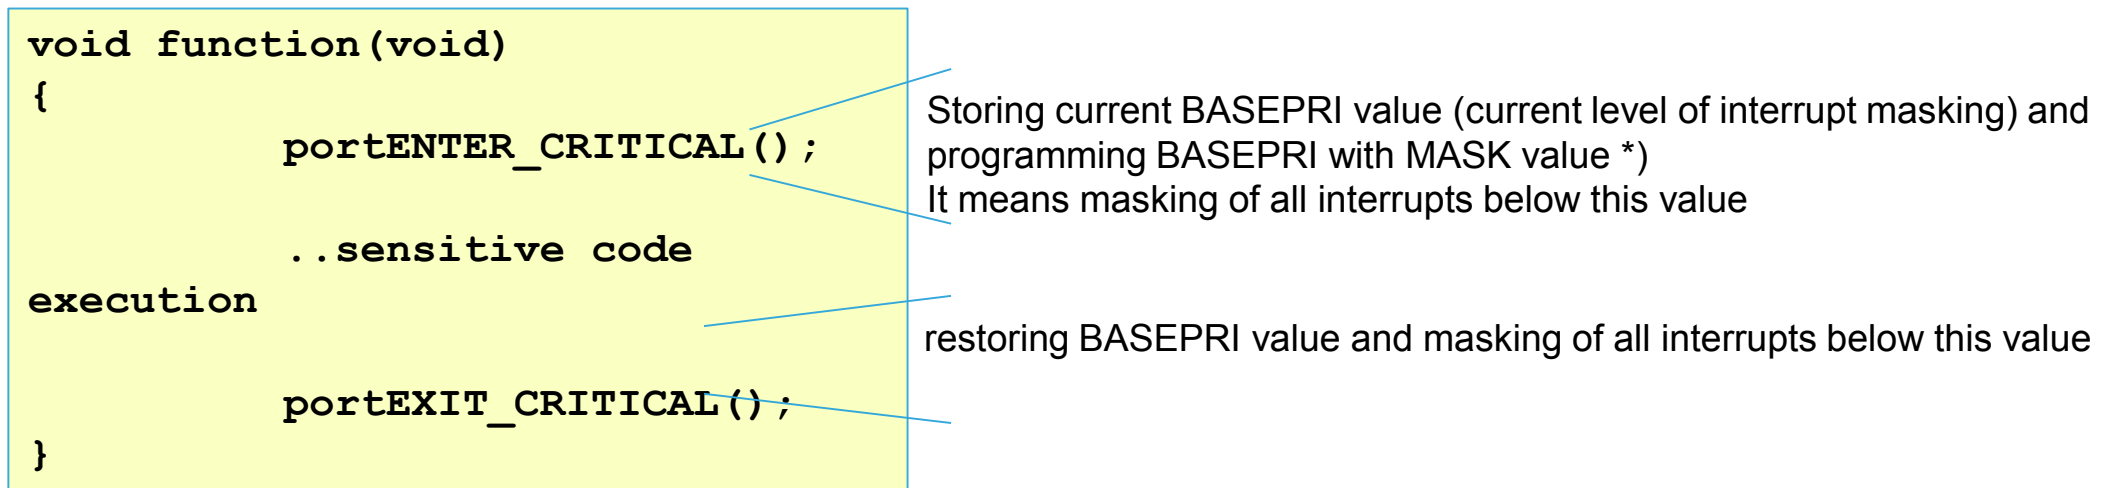 void function(void)
{
portENTER_CRITICAL();
Storing current BASEPRI value (current level of interrupt masking) and
programming BASEPRI with MASK value *)
It means masking of all interrupts below this value
..sensitive code
execution
restoring BASEPRI value and masking of all interrupts below this value
portEXIT_CRITICAL();
}